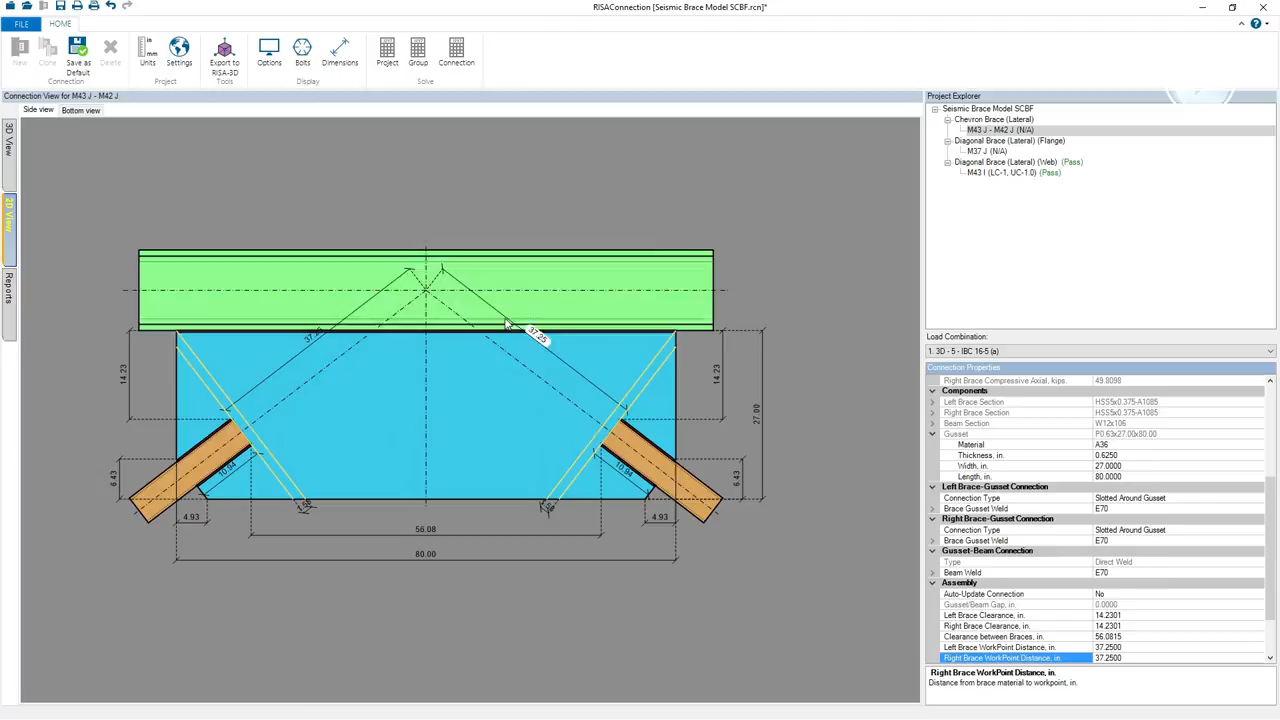 RISAConnection [Seismic Brace Model SCBF.rcn]*
FILE
HOME
New
Clone
Save as Default
Delete
Units
Settings
Export to RISA-3D
Options
Bolts
Dimensions
Project
Group
Connection
Connection
Project
Tools
Display
Solve
Connection View for M43 J - M42 J
Side view
Bottom view
3D View
2D View
Reports
37.25
37.25
14.23
14.23
27.00
6.43
6.43
10.94
10.94
4.93
4.93
56.08
80.00
Project Explorer
Seismic Brace Model SCBF
Chevron Brace (Lateral)
M43 J - M42 J (N/A)
Diagonal Brace (Lateral) (Flange)
M37 J (N/A)
Diagonal Brace (Lateral) (Web) (Pass)
M43 I (LC-1, UC-1.0) (Pass)
Load Combination:
1. 3D - 5 - IBC 16-5 (a)
Connection Properties
Right Brace Compressive Axial, kips. 49.8098
Components
Left Brace Section HSS5x0.375-A1085
Right Brace Section HSS5x0.375-A1085
Beam Section W12x106
Gusset P0.63x27.00x80.00
Material A36
Thickness, in. 0.6250
Width, in. 27.0000
Length, in. 80.0000
Left Brace-Gusset Connection
Connection Type Slotted Around Gusset
Brace Gusset Weld E70
Right Brace-Gusset Connection
Connection Type Slotted Around Gusset
Brace Gusset Weld E70
Gusset-Beam Connection
Type Direct Weld
Beam Weld E70
Assembly
Auto-Update Connection No
Gusset/Beam Gap, in. 0.0000
Left Brace Clearance, in. 14.2301
Right Brace Clearance, in. 14.2301
Clearance between Braces, in. 56.0815
Left Brace WorkPoint Distance, in. 37.2500
Right Brace WorkPoint Distance, in. 37.2500
Right Brace WorkPoint Distance, in.
Distance from brace material to workpoint, in.